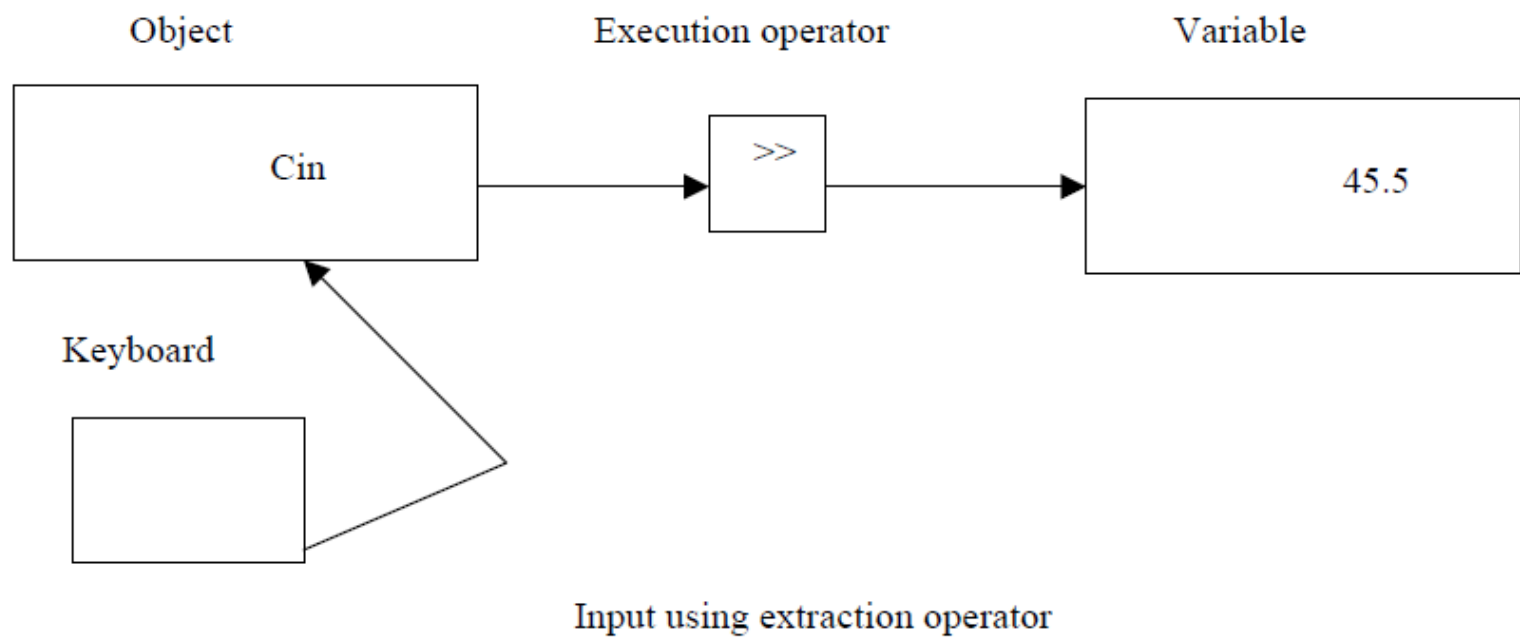 Object
Execution operator
Variable
Cin
>>
45.5
Keyboard
Input using extraction operator